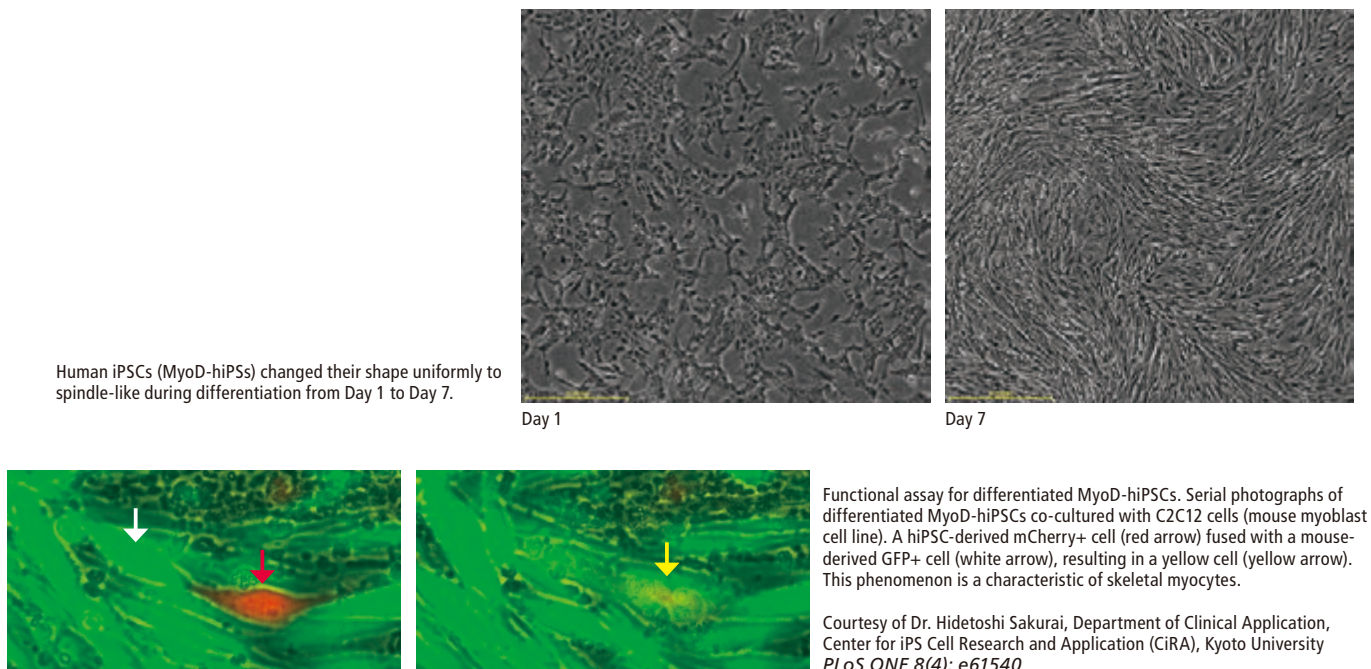 Human iPSCs (MyoD-hiPSs) changed their shape uniformly to
spindle-like during differentiation from Day 1 to Day 7.
Day 1
Day 7
Functional assay for differentiated MyoD-hiPSCs. Serial photographs of
differentiated MyoD-hiPSCs co-cultured with C2C12 cells (mouse myoblast
cell line). A hiPSC-derived mCherry+ cell (red arrow) fused with a mouse-
derived GFP+ cell (white arrow), resulting in a yellow cell (yellow arrow).
This phenomenon is a characteristic of skeletal myocytes.
Courtesy of Dr. Hidetoshi Sakurai, Department of Clinical Application,
Center for iPS Cell Research and Application (CiRA), Kyoto University
PLoS ONE 8(4): e61540